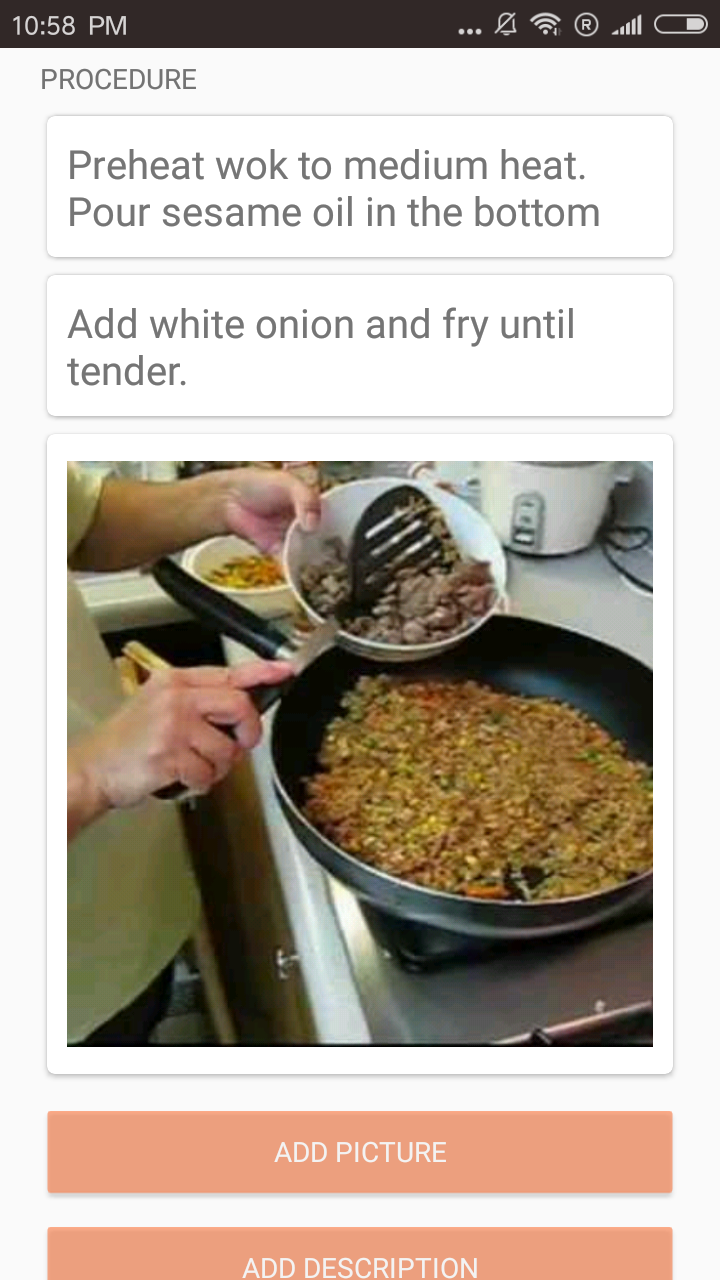 10:58 PM
PROCEDURE
Preheat wok to medium heat.
Pour sesame oil in the bottom
Add white onion and fry until
tender.
ADD PICTURE
ADD DESCRIPTION